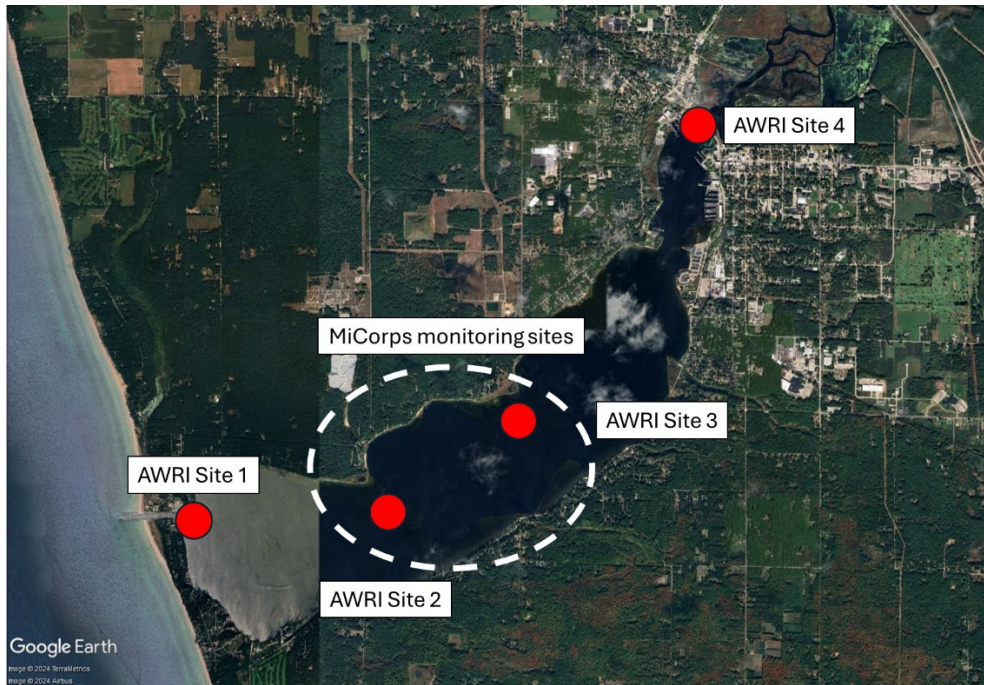 AWRI Site 4
MiCorps monitoring sites
AWRI Site 3
AWRI Site 1
AWRI Site 2
Google Earth
Image © 2024 TerraMetrics
Image © 2024 Airbus